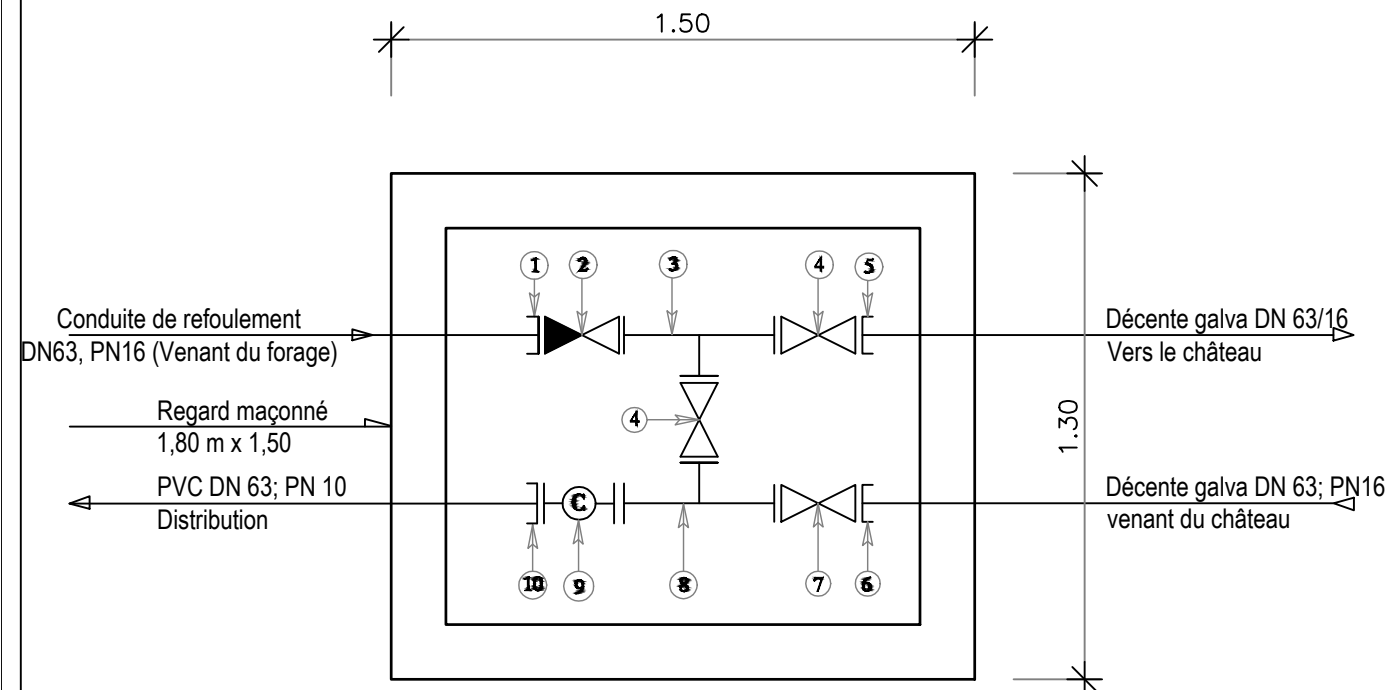 1.50
1 2 3 4 5
Conduite de refoulement
DN63, PN16 (Venant du forage)
Décente galva DN 63/16
Vers le château
Regard maçonné
1,80 m x 1,50
4
1.30
PVC DN 63; PN 10
Distribution
C
Décente galva DN 63; PN16
venant du château
10 9 8 7 6